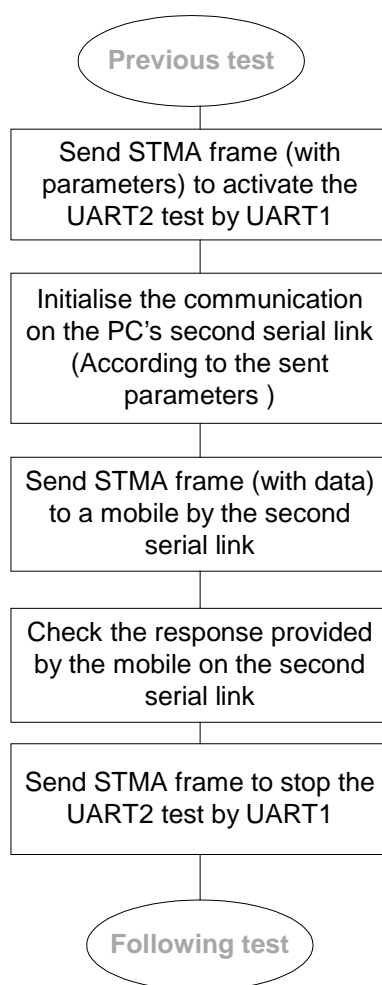 Previous test
Send STMA frame (with
parameters) to activate the
UART2 test by UART1
Initialise the communication
on the PC's second serial link
(According to the sent
parameters )
Send STMA frame (with data)
to a mobile by the second
serial link
Check the response provided
by the mobile on the second
serial link
Send STMA frame to stop the
UART2 test by UART1
Following test